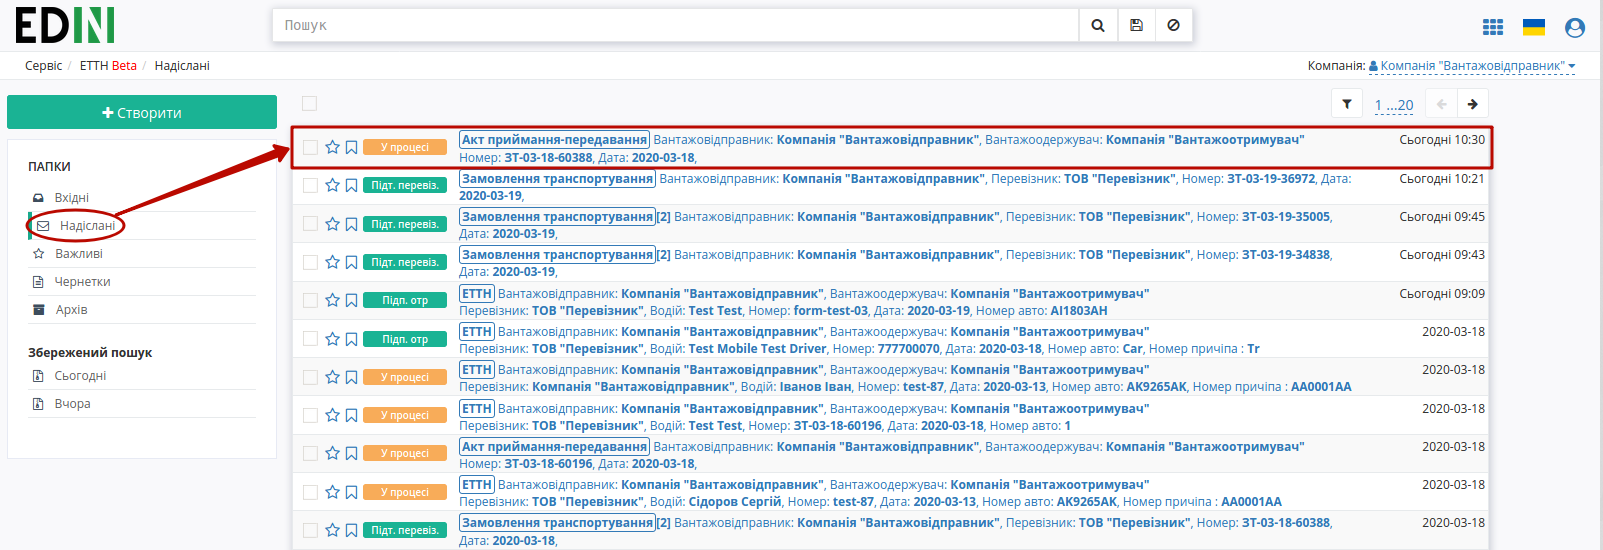 EDIN
Пошук
Сервіс / ЕТТН Beta / Надіслані
Компанія: Компанія "Вантажовідправник"
Створити
1 ...20
ПАПКИ
Вхідні
Надіслані
Важливі
Чернетки
Архів
Збережений пошук
Сьогодні
Вчора
У процесі Акт приймання-передавання Вантажовідправник: Компанія "Вантажовідправник", Вантажоодержувач: Компанія "Вантажоотримувач" Сьогодні 10:30
Номер: ЗТ-03-18-60388, Дата: 2020-03-18,
Підт. перевіз. Замовлення транспортування Вантажовідправник: Компанія "Вантажовідправник", Перевізник: ТОВ "Перевізник", Номер: ЗТ-03-19-36972, Дата: Сьогодні 10:21
2020-03-19,
Підт. перевіз. Замовлення транспортування [2] Вантажовідправник: Компанія "Вантажовідправник", Перевізник: ТОВ "Перевізник", Номер: ЗТ-03-19-35005, Сьогодні 09:45
Дата: 2020-03-19,
Підт. перевіз. Замовлення транспортування [2] Вантажовідправник: Компанія "Вантажовідправник", Перевізник: ТОВ "Перевізник", Номер: ЗТ-03-19-34838, Сьогодні 09:43
Дата: 2020-03-19,
Підп. отр ЕТТН Вантажовідправник: Компанія "Вантажовідправник", Вантажоодержувач: Компанія "Вантажоотримувач" Сьогодні 09:09
Перевізник: ТОВ "Перевізник", Водій: Test Test, Номер: form-test-03, Дата: 2020-03-19, Номер авто: АІ1803АН
Підп. отр ЕТТН Вантажовідправник: Компанія "Вантажовідправник", Вантажоодержувач: Компанія "Вантажоотримувач" 2020-03-18
Перевізник: ТОВ "Перевізник", Водій: Test Mobile Test Driver, Номер: 777700070, Дата: 2020-03-18, Номер авто: Car, Номер причіпа : Tr
У процесі ЕТТН Вантажовідправник: Компанія "Вантажовідправник", Вантажоодержувач: Компанія "Вантажоотримувач" 2020-03-18
Перевізник: Компанія "Вантажовідправник", Водій: Іванов Іван, Номер: test-87, Дата: 2020-03-13, Номер авто: АК9265АК, Номер причіпа : АА0001АА
У процесі ЕТТН Вантажовідправник: Компанія "Вантажовідправник", Вантажоодержувач: Компанія "Вантажоотримувач" 2020-03-18
Перевізник: ТОВ "Перевізник", Водій: Test Test, Номер: ЗТ-03-18-60196, Дата: 2020-03-18, Номер авто: 1
У процесі Акт приймання-передавання Вантажовідправник: Компанія "Вантажовідправник", Вантажоодержувач: Компанія "Вантажоотримувач" 2020-03-18
Номер: ЗТ-03-18-60196, Дата: 2020-03-18,
У процесі ЕТТН Вантажовідправник: Компанія "Вантажовідправник", Вантажоодержувач: Компанія "Вантажоотримувач" 2020-03-18
Перевізник: ТОВ "Перевізник", Водій: Сідоров Сергій, Номер: test-87, Дата: 2020-03-13, Номер авто: АК9265АК, Номер причіпа : АА0001АА
Підт. перевіз. Замовлення транспортування [2] Вантажовідправник: Компанія "Вантажовідправник", Перевізник: ТОВ "Перевізник", Номер: ЗТ-03-18-60388, 2020-03-18
Дата: 2020-03-18,